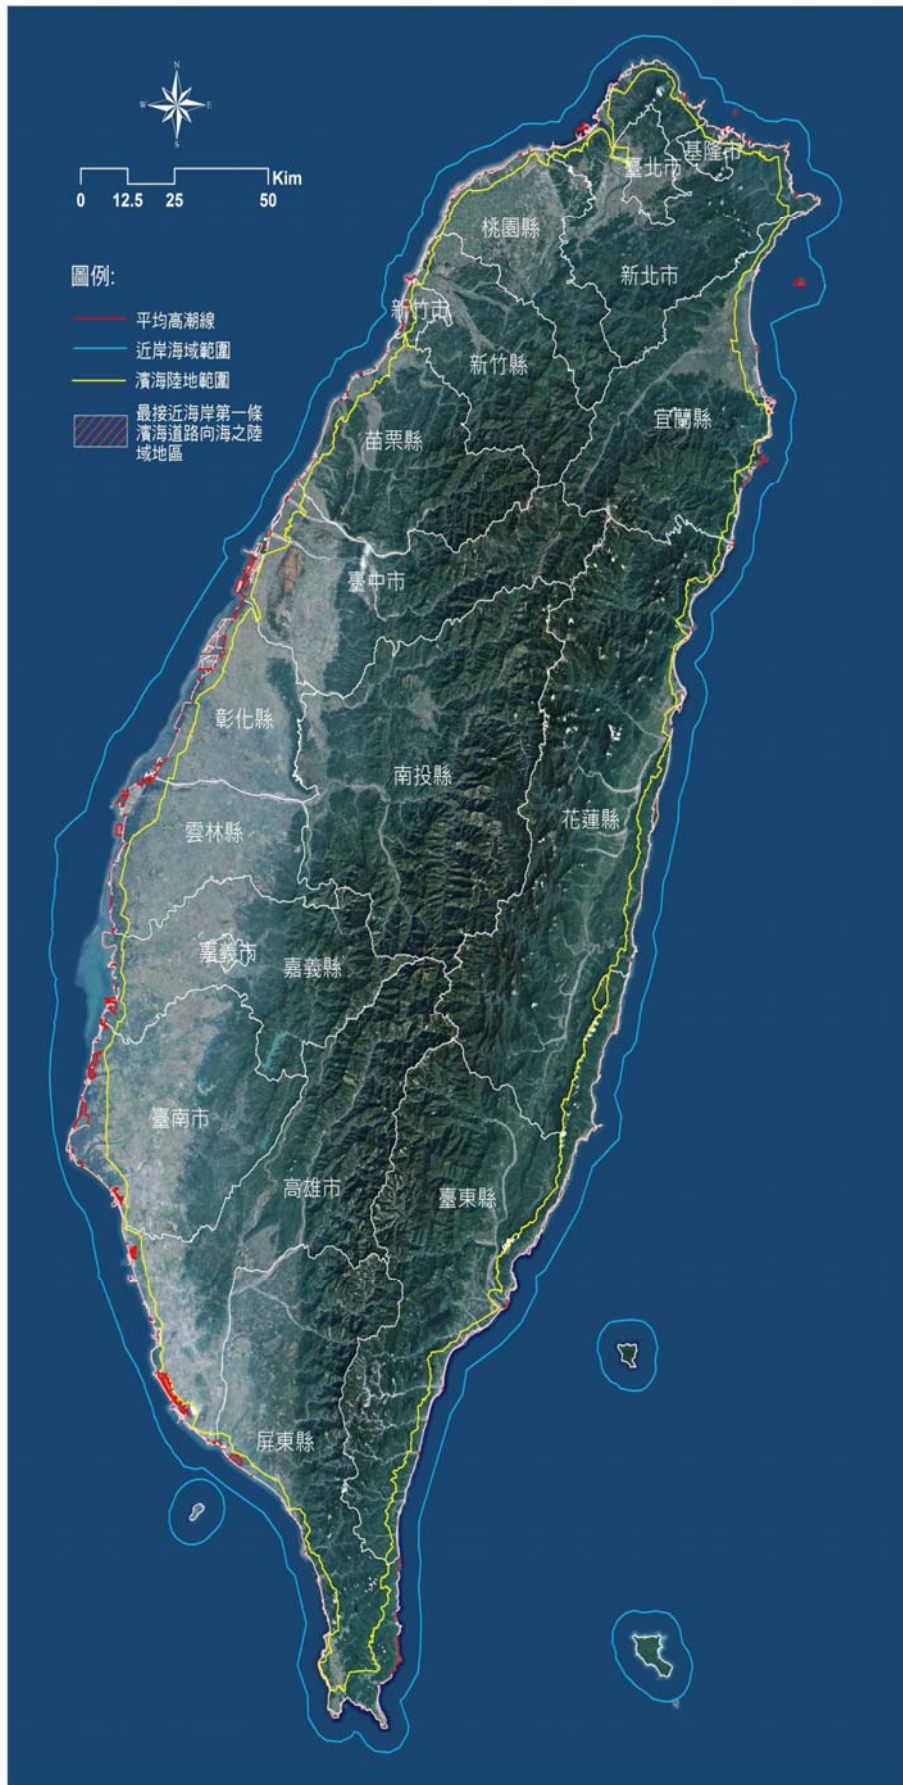 N
W E
S
Km
0 12.5 25 50
圖例:
平均高潮線
近岸海域範圍
濱海陸地範圍
最接近海岸第一條
濱海道路向海之陸
域地區
基隆市
臺北市
桃園縣
新北市
新竹市
新竹縣
宜蘭縣
苗栗縣
臺中市
彰化縣
南投縣
花蓮縣
雲林縣
嘉義市
嘉義縣
臺南市
高雄市
臺東縣
屏東縣